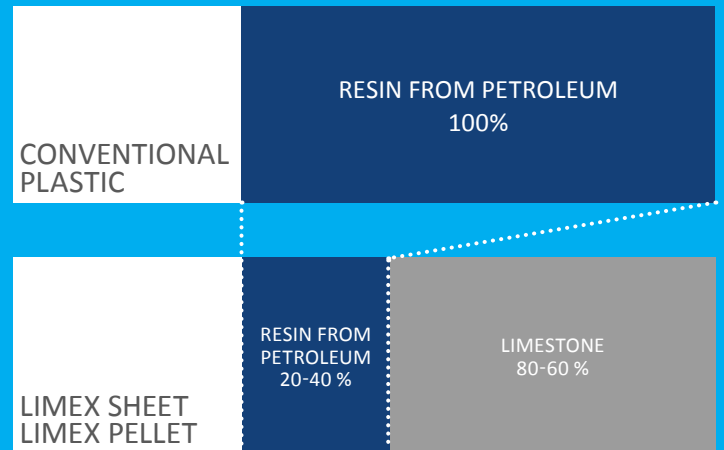 RESIN FROM PETROLEUM
100%
CONVENTIONAL
PLASTIC
RESIN FROM
PETROLEUM
20-40 %
LIMESTONE
80-60 %
LIMEX SHEET
LIMEX PELLET